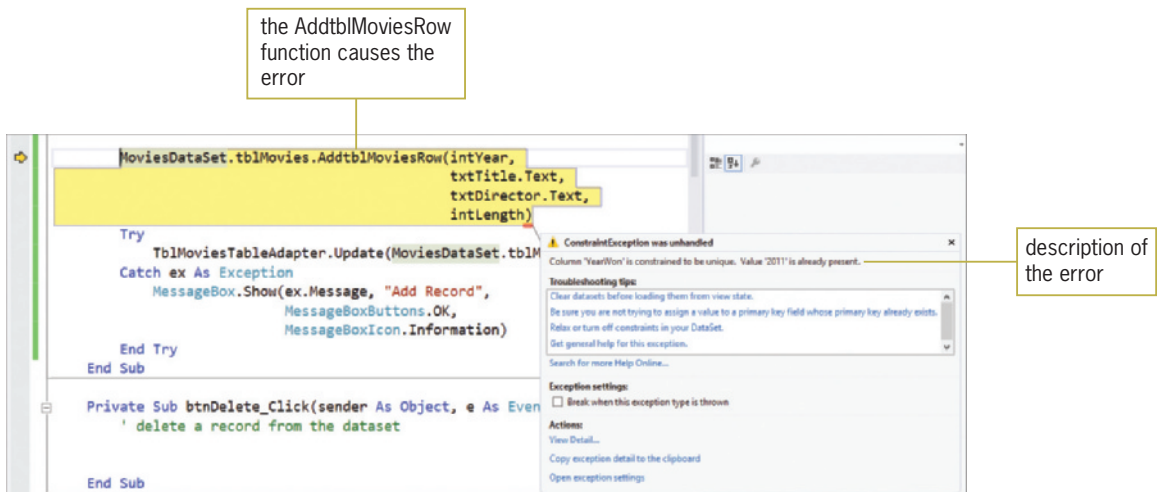 the AddtblMoviesRow
function causes the
error
MoviesDataSet.tblMovies.AddtblMoviesRow(intYear,
txtTitle.Text,
txtDirector.Text,
intLength)
Try
TblMoviesTableAdapter.Update(MoviesDataSet.tblM
Catch ex As Exception
MessageBox.Show(ex.Message, "Add Record",
MessageBoxButtons.OK,
MessageBoxIcon.Information)
End Try
End Sub
Private Sub btnDelete_Click(sender As Object, e As Even
' delete a record from the dataset
End Sub
ConstraintException was unhandled
Column 'YearWon' is constrained to be unique. Value '2011' is already present.
Troubleshooting tips:
Clear datasets before loading them from view state.
Be sure you are not trying to assign a value to a primary key field whose primary key already exists.
Relax or turn off constraints in your DataSet.
Get general help for this exception.
Search for more Help Online...
Exception settings:
Break when this exception type is thrown
Actions:
View Detail...
Copy exception detail to the clipboard
Open exception settings
description of
the error